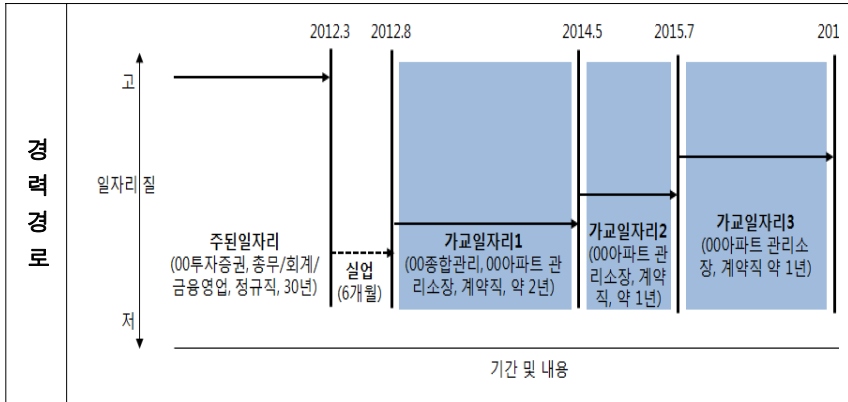 2012.3 2012.8 2014.5 2015.7 201
고
경
력
경
로
일자리 질
저
주된일자리
(00투자증권, 총무/회계/
금융영업, 정규직, 30년)
실업
(6개월)
가교일자리1
(00종합관리, 00아파트 관
리소장, 계약직, 약 2년)
가교일자리2
(00아파트 관
리소장, 계약
직, 약 1년)
가교일자리3
(00아파트 관리소
장, 계약직 약 1년)
기간 및 내용